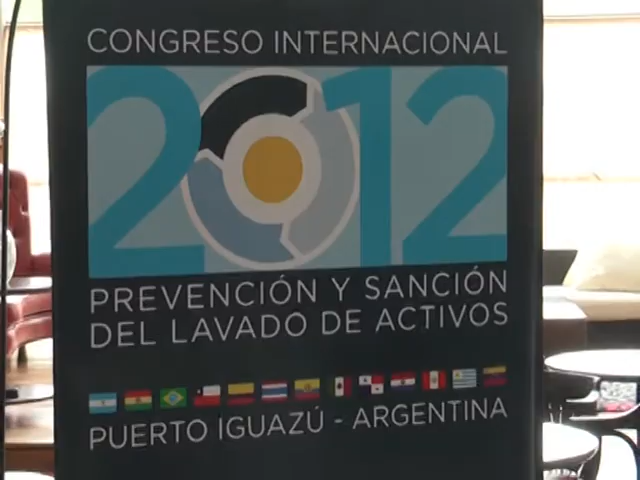 CONGRESO INTERNACIONAL
2012
PREVENCIÓN Y SANCIÓN
DEL LAVADO DE ACTIVOS
PUERTO IGUAZÚ - ARGENTINA